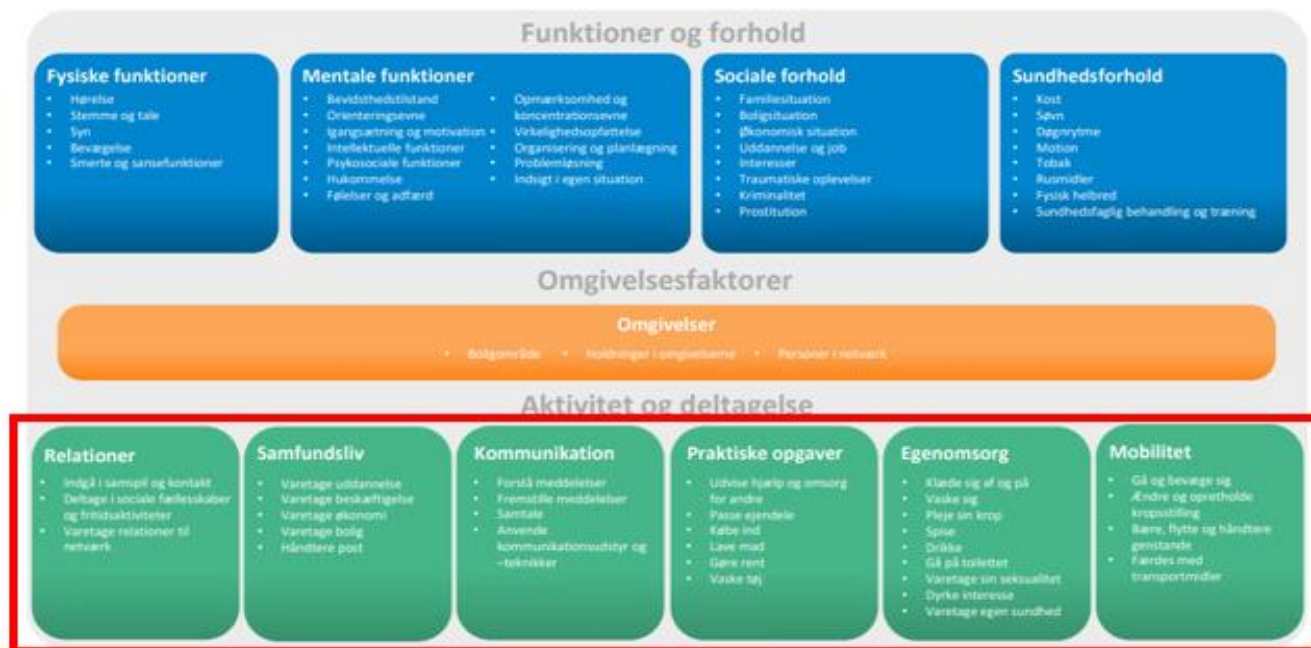 Funktioner og forhold
Fysiske funktioner
• Hørelse
• Stemme og tale
• Syn
• Bevægelse
• Smerte og sansefunktioner
Mentale funktioner
• Bevidsthedstilstand
• Orienteringsevne
• Igangsætning og motivation
• Intellektuelle funktioner
• Psykosociale funktioner
• Hukommelse
• Følelser og adfærd
• Opmærksomhed og
koncentrationsevne
• Virkelighedsopfattelse
• Organisering og planlægning
• Problemløsning
• Indsigt i egen situation
Sociale forhold
• Familiesituation
• Boligsituation
• Økonomisk situation
• Uddannelse og job
• Interesser
• Traumatiske oplevelser
• Kriminalitet
• Prostitution
Sundhedsforhold
• Kost
• Søvn
• Døgnrytme
• Motion
• Tobak
• Rusmidler
• Fysisk helbred
• Sundhedsfaglig behandling og træning
Omgivelsesfaktorer
Omgivelser
• Boligområde • Holdninger i omgivelserne • Personer i netværk
Aktivitet og deltagelse
Relationer
• Indgå i samspil og kontakt
• Deltage i sociale fællesskaber
og fritidsaktiviteter
• Varetage relationer til
netværk
Samfundsliv
• Varetage uddannelse
• Varetage beskæftigelse
• Varetage økonomi
• Varetage bolig
• Håndtere post
Kommunikation
• Forstå meddelelser
• Fremstille meddelelser
• Samtale
• Anvende
kommunikationsudstyr og
–teknikker
Praktiske opgaver
• Udvise hjælp og omsorg
for andre
• Passe ejendele
• Købe ind
• Lave mad
• Gøre rent
• Vaske tøj
Egenomsorg
• Klæde sig af og på
• Vaske sig
• Pleje sin krop
• Spise
• Drikke
• Gå på toilettet
• Varetage sin seksualitet
• Dyrke interesse
• Varetage egen sundhed
Mobilitet
• Gå og bevæge sig
• Ændre og opretholde
kropsstilling
• Bære, flytte og håndtere
genstande
• Færdes med
transportmidler